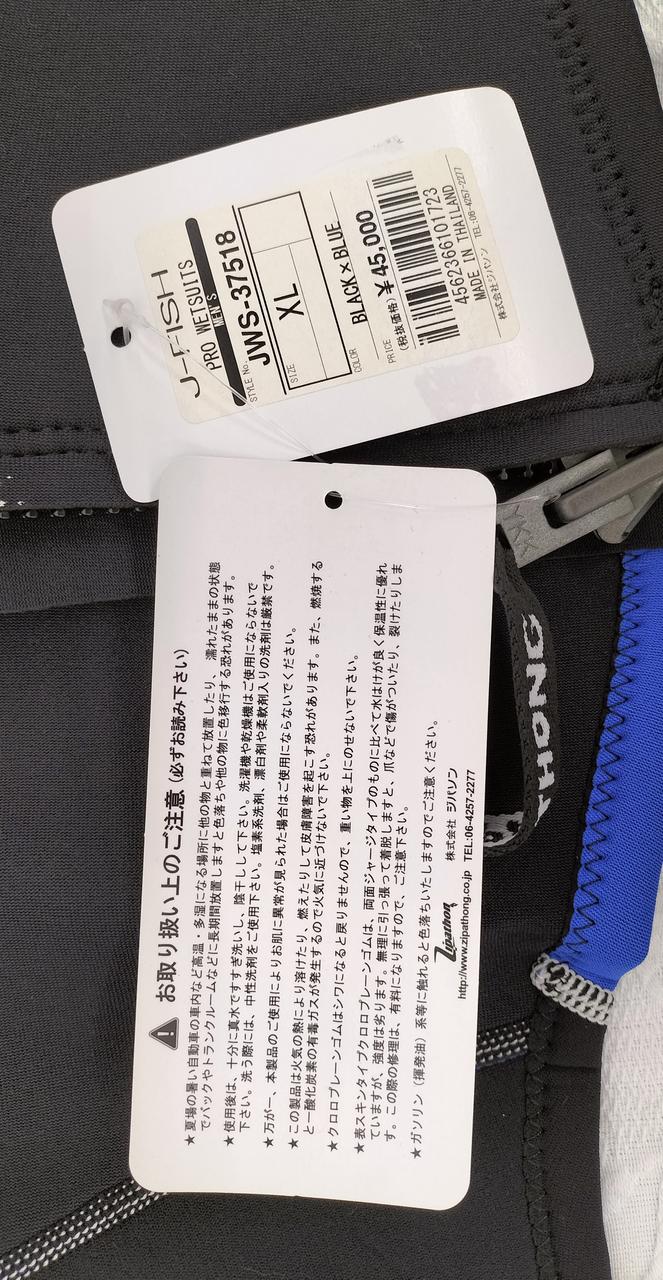 J-FISH
PRO WETSUITS
MEN'S
STYLE No.
JWS-37518
SIZE
XL
COLOR
BLACK×BLUE
PRICE
(税抜価格) ¥45,000
4562366101723
MADE IN THAILAND
株式会社ジパソン TEL:06-4257-2277
YKK
THONG
お取り扱い上のご注意(必ずお読み下さい)
★夏場の暑い自動車の車内など高温・多湿になる場所に他の物と重ねて放置したり、濡れたままの状態
でバックやトランクルームなどに長期間放置しますと色落ちや他の物に色移行する恐れがあります。
★使用後は、十分に真水ですすぎ洗いし、陰干しして下さい。洗濯機や乾燥機はご使用にならないで
下さい。洗う際には、中性洗剤をご使用下さい。塩素系洗剤、漂白剤や柔軟剤入りの洗剤は厳禁です。
★万が一、本製品のご使用によりお肌に異常が見られた場合はご使用にならないでください。
★この製品は火気の熱により溶けたり、燃えたりして皮膚障害を起こす恐れがあります。また、燃焼する
と一酸化炭素の有毒ガスが発生するので火気に近づけないで下さい。
★クロロプレーンゴムはシワになると戻りませんので、重い物を上にのせないで下さい。
★表スキンタイプクロロプレーンゴムは、両面ジャージタイプのものに比べて水はけが良く保温性に優れ
ていますが、強度は劣ります。無理に引っ張って着脱しますと、爪などで傷がついたり、裂けたりしま
す。この際の修理は、有料になりますので、ご注意下さい。
★ガソリン(揮発油)系等に触れると色落ちいたしますのでご注意ください。
Zipathon 株式会社 ジパソン
http://www.zipathong.co.jp TEL:06-4257-2277